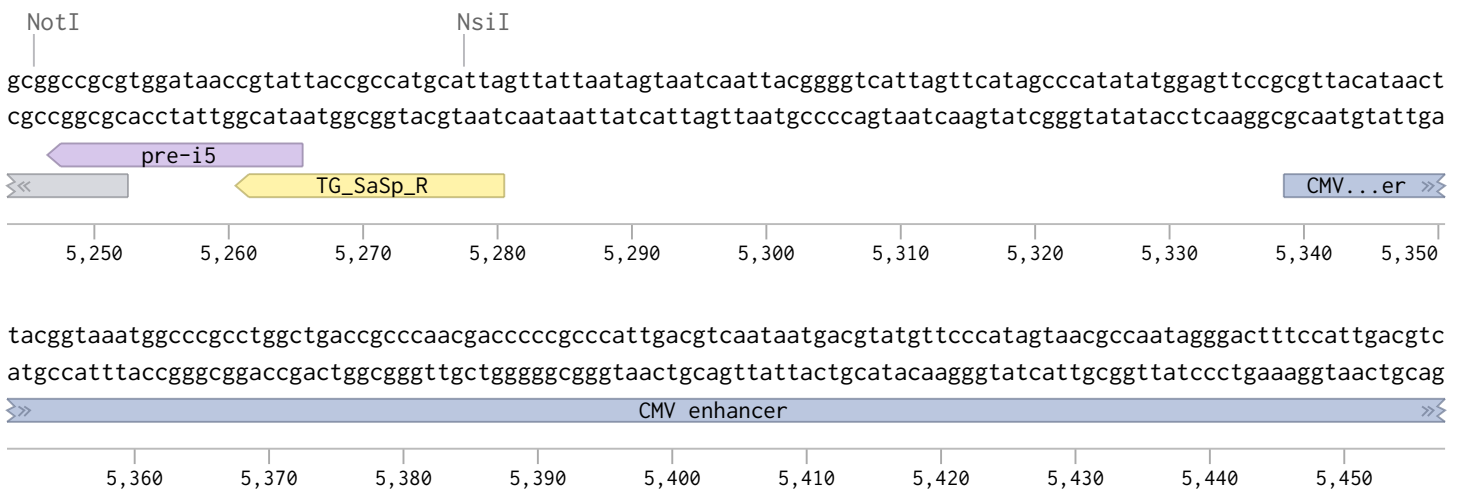 NotI NsiI
gcggccgcgtggataaccgtattaccgccatgcattagttattaatagtaatcaattacggggtcattagttcatagcccatatatggagttccgcgttacataact
cgccggcgcacctattggcataatggcggtacgtaatcaataattatcattagttaatgccccagtaatcaagtatcgggtatatacctcaaggcgcaatgtattga
pre-i5
TG_SaSp_R CMV...er
5,250 5,260 5,270 5,280 5,290 5,300 5,310 5,320 5,330 5,340 5,350
tacggtaaatggcccgcctggctgaccgcccaacgacccccgcccattgacgtcaataatgacgtatgttcccatagtaacgccaatagggactttccattgacgtc
atgccatttaccgggcggaccgactggcgggttgctgggggcgggtaactgcagttattactgcatacaagggtatcattgcggttatccctgaaaggtaactgcag
CMV enhancer
5,360 5,370 5,380 5,390 5,400 5,410 5,420 5,430 5,440 5,450